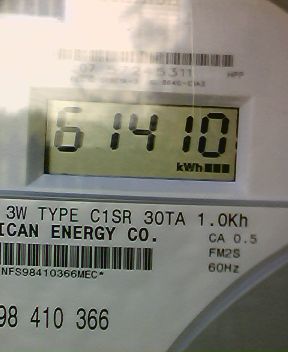 5311 HPP
61410
kWh
3W TYPE C1SR 30TA 1.0Kh
ICAN ENERGY CO.
CA 0.5
FM2S
NFS98410366MEC*
60Hz
98 410 366